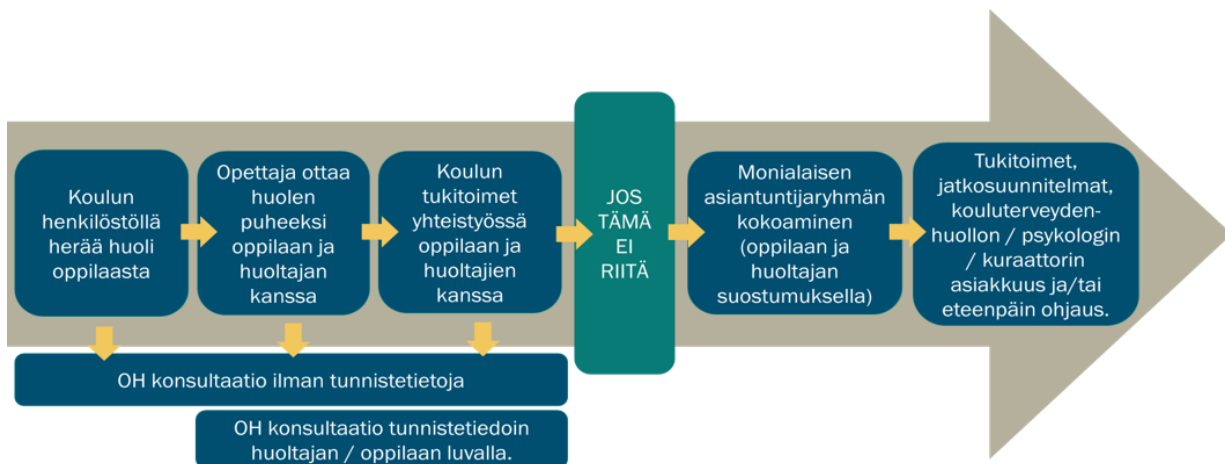 Koulun
henkilöstöllä
herää huoli
oppilaasta
Opettaja ottaa
huolen
puheeksi
oppilaan ja
huoltajan
kanssa
Koulun
tukitoimet
yhteistyössä
oppilaan ja
huoltajien
kanssa
JOS
TÄMÄ
EI
RIITÄ
Monialaisen
asiantuntijaryhmän
kokoaminen
(oppilaan ja
huoltajan
suostumuksella)
Tukitoimet,
jatkosuunnitelmat,
kouluterveyden-
huollon / psykologin
/ kuraattorin
asiakkuus ja/tai
eteenpäin ohjaus.
OH konsultaatio ilman tunnistetietoja
OH konsultaatio tunnistetiedoin
huoltajan / oppilaan luvalla.